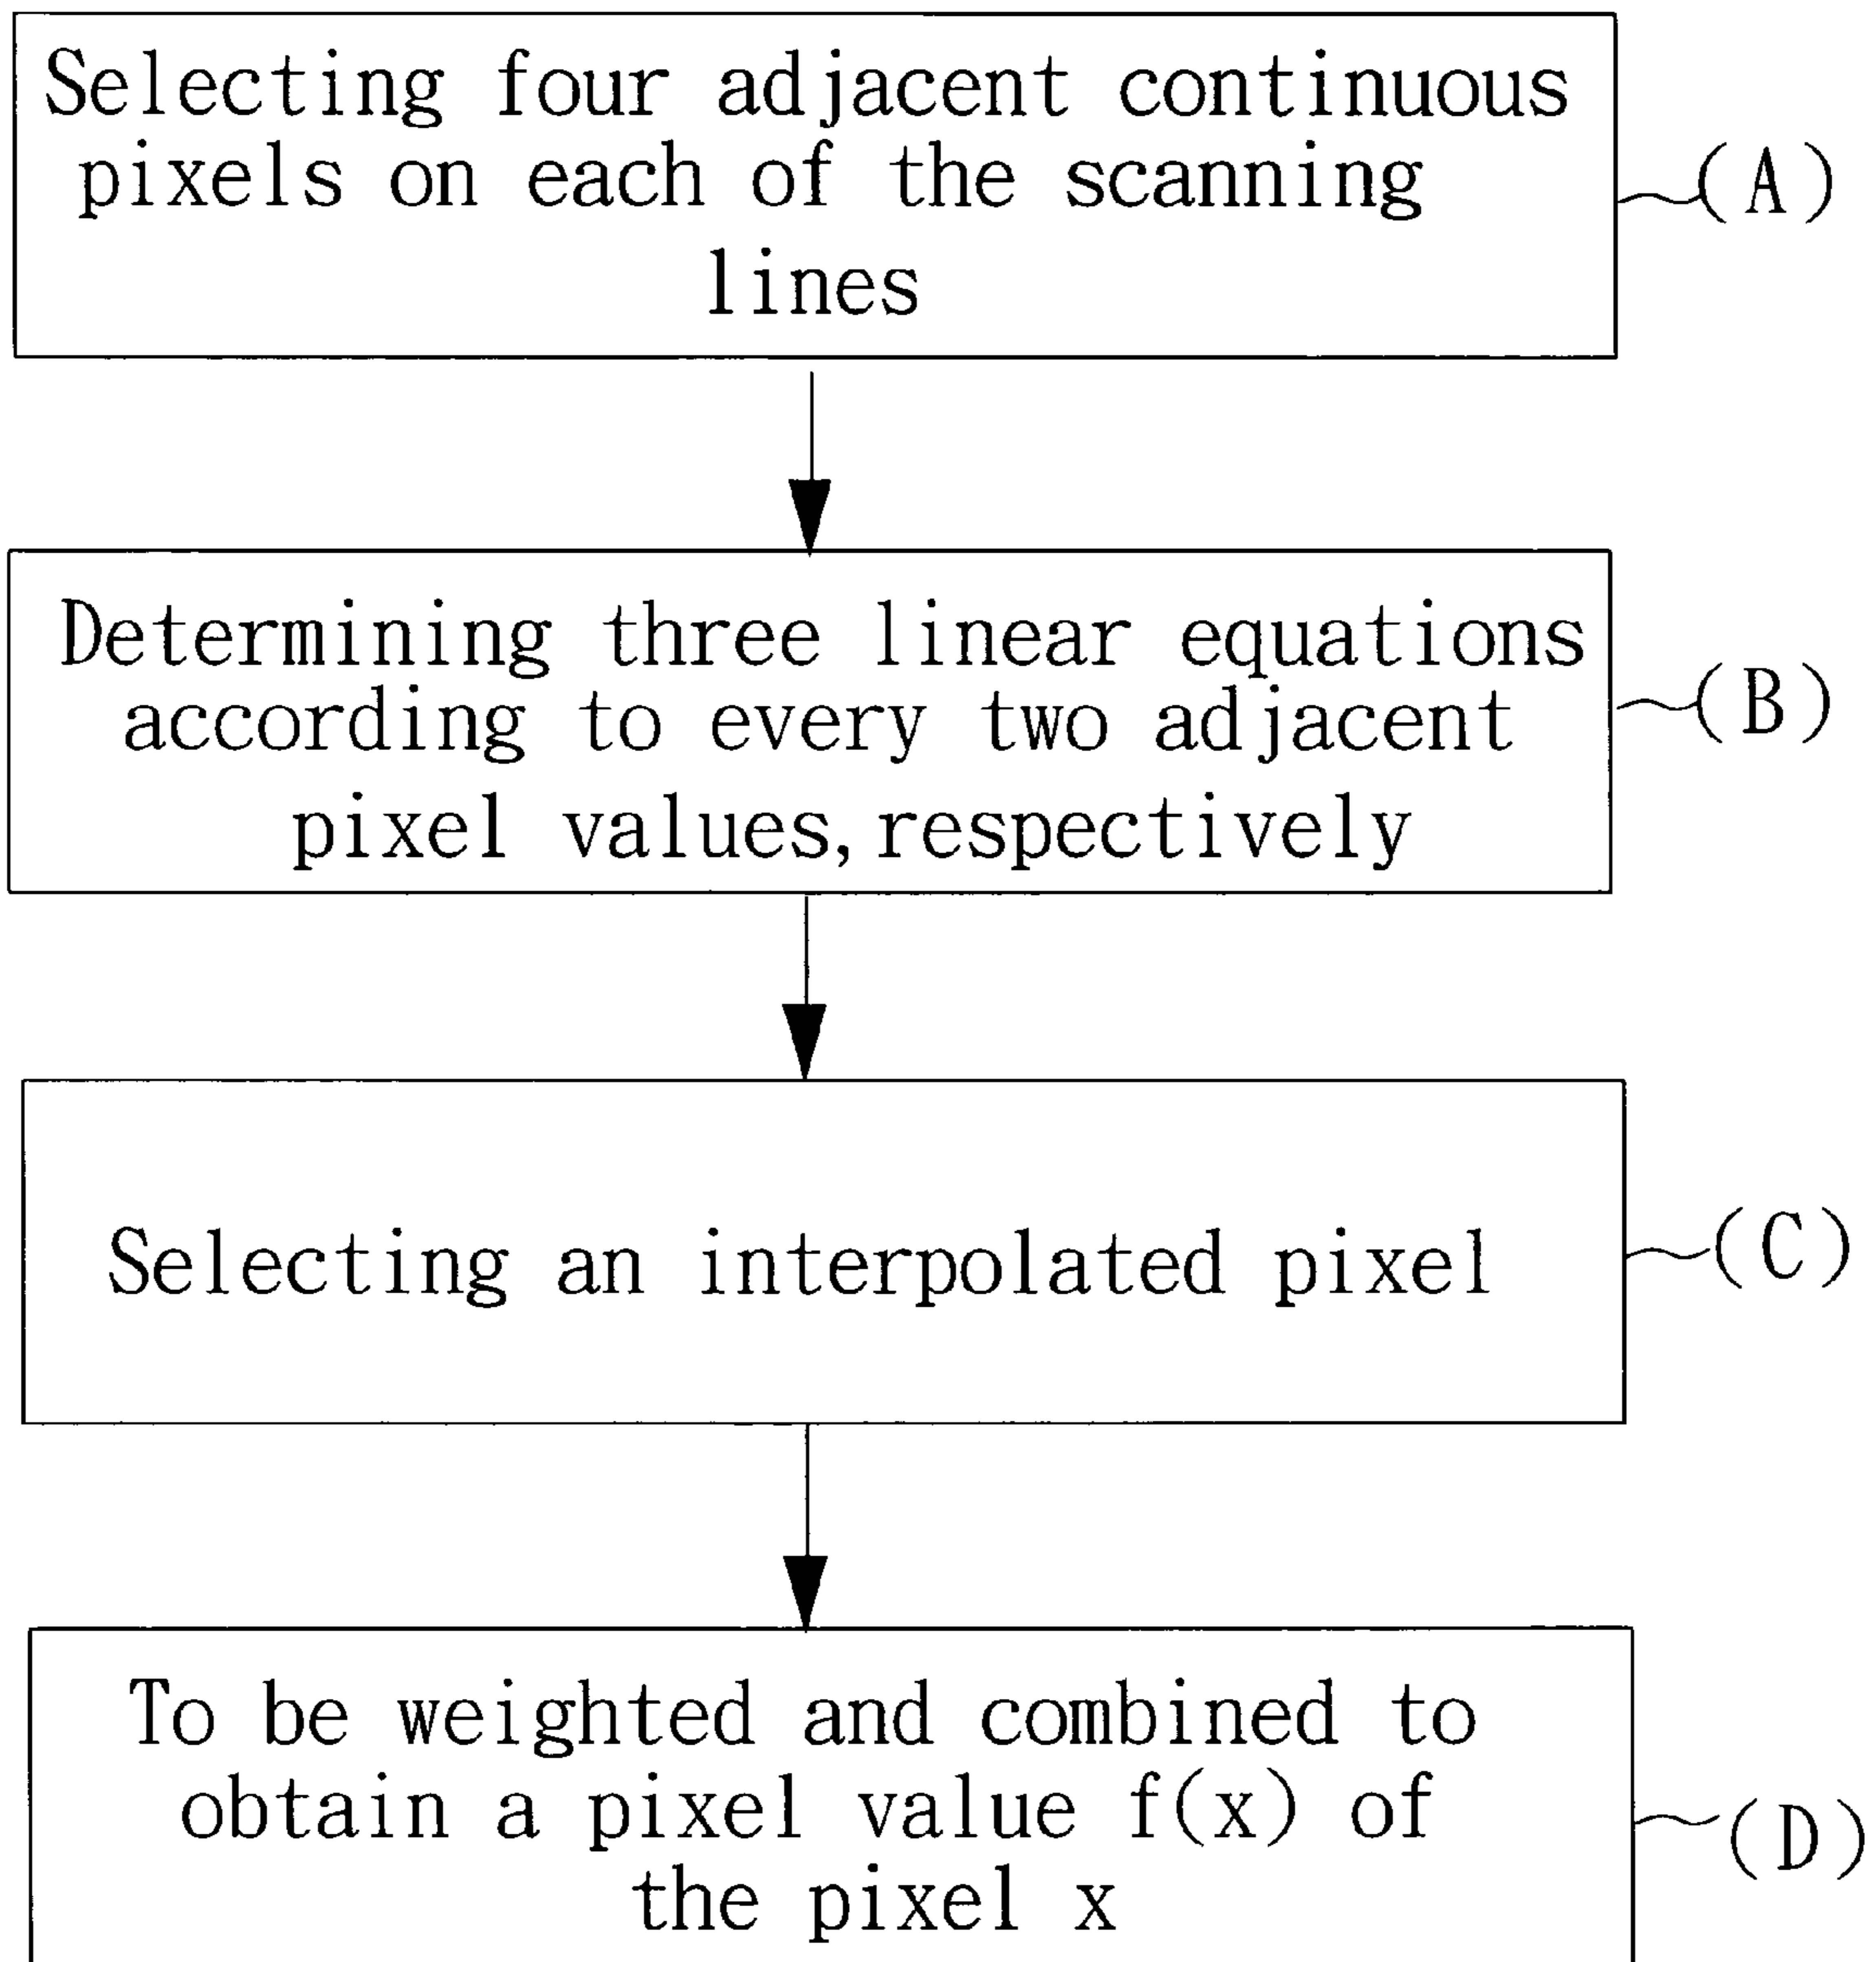 Selecting four adjacent continuous
pixels on each of the scanning
lines
(A)
Determining three linear equations
according to every two adjacent
pixel values, respectively
(B)
Selecting an interpolated pixel
(C)
To be weighted and combined to
obtain a pixel value f(x) of
the pixel x
(D)